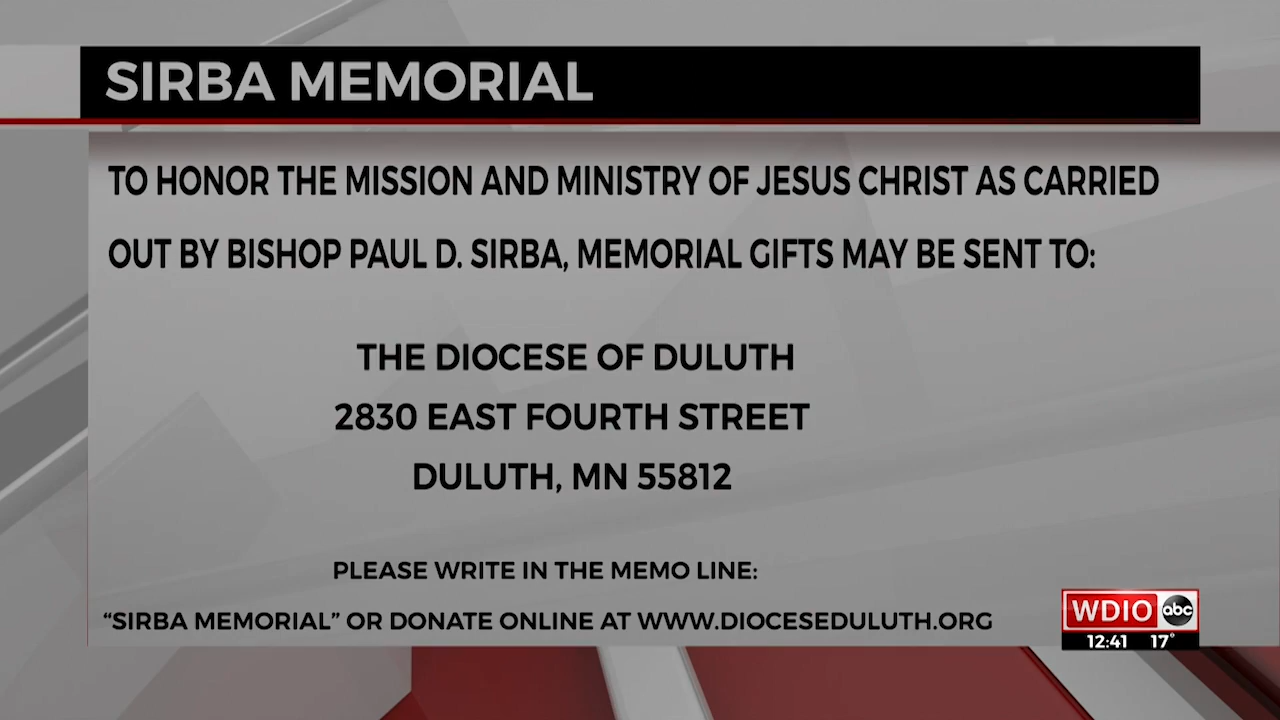 SIRBA MEMORIAL
TO HONOR THE MISSION AND MINISTRY OF JESUS CHRIST AS CARRIED
OUT BY BISHOP PAUL D. SIRBA, MEMORIAL GIFTS MAY BE SENT TO:
THE DIOCESE OF DULUTH
2830 EAST FOURTH STREET
DULUTH, MN 55812
PLEASE WRITE IN THE MEMO LINE:
“SIRBA MEMORIAL” OR DONATE ONLINE AT WWW.DIOCESEDULUTH.ORG
WDIO abc
12:41 17°